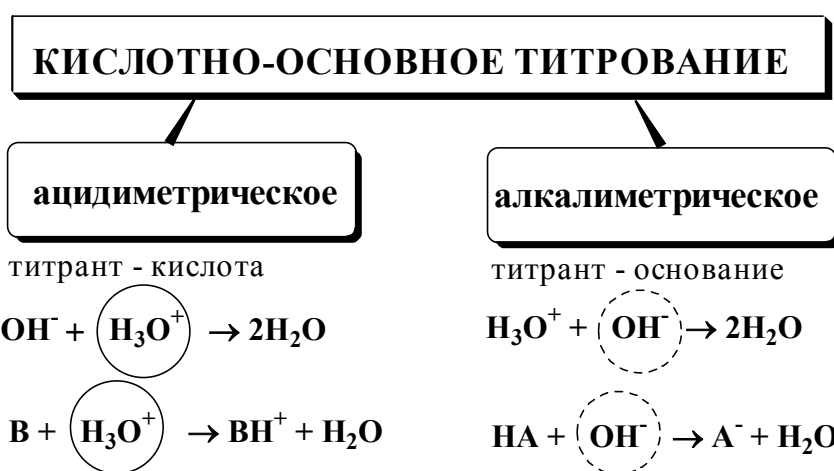 КИСЛОТНО-ОСНОВНОЕ ТИТРОВАНИЕ
ацидиметрическое
титрант - кислота
OH⁻ + H₃O⁺ → 2H₂O
B + H₃O⁺ → BH⁺ + H₂O
алкалиметрическое
титрант - основание
H₃O⁺ + OH⁻ → 2H₂O
HA + OH⁻ → A⁻ + H₂O